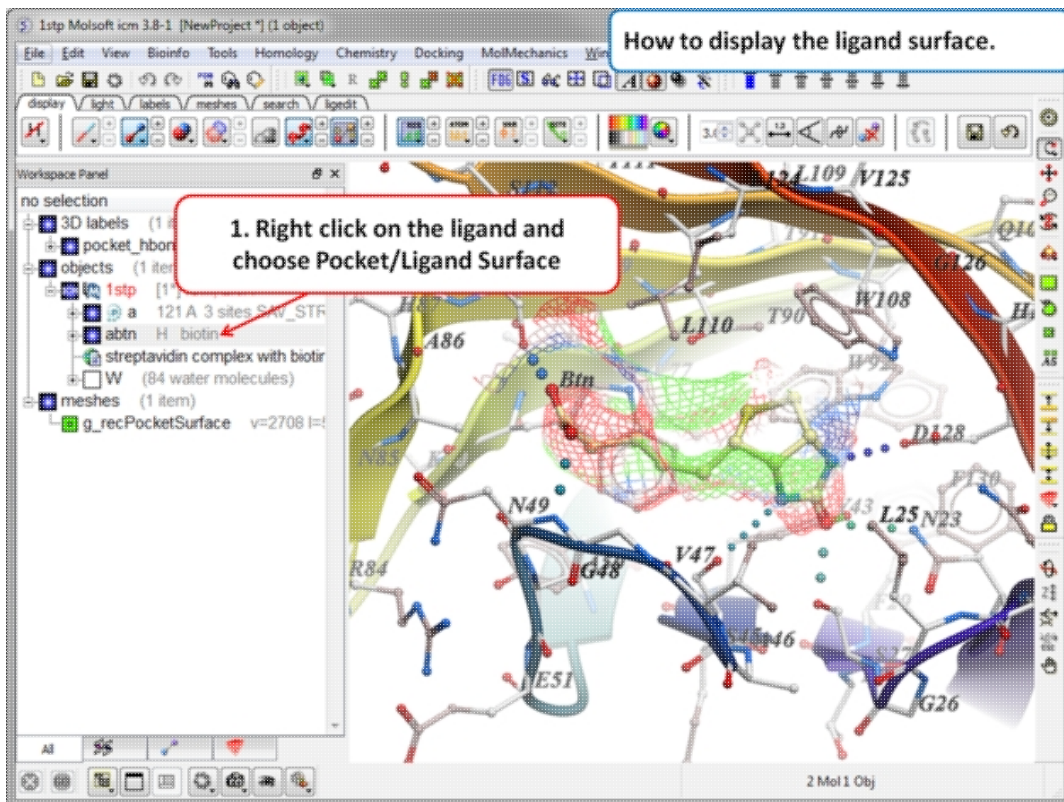 1stp Molsoft icm 3.8-1 [NewProject *] (1 object)
How to display the ligand surface.
File Edit View Bioinfo Tools Homology Chemistry Docking MolMechanics
display light labels meshes search ligedit
Workspace Panel
no selection
3D labels
pocket_hbon
objects (1 item
1stp
a 121 A 3 sites SAV_STR
abtn H biotin
streptavidin complex with biotin
W (84 water molecules)
meshes (1 item)
g_recPocketSurface v=2708
1. Right click on the ligand and
choose Pocket/Ligand Surface
L109
V125
G126
W108
T90
L110
A86
Btn
D128
N49
L25
N23
V47
G48
R84
E51
G26
All
2 Mol 1 Obj